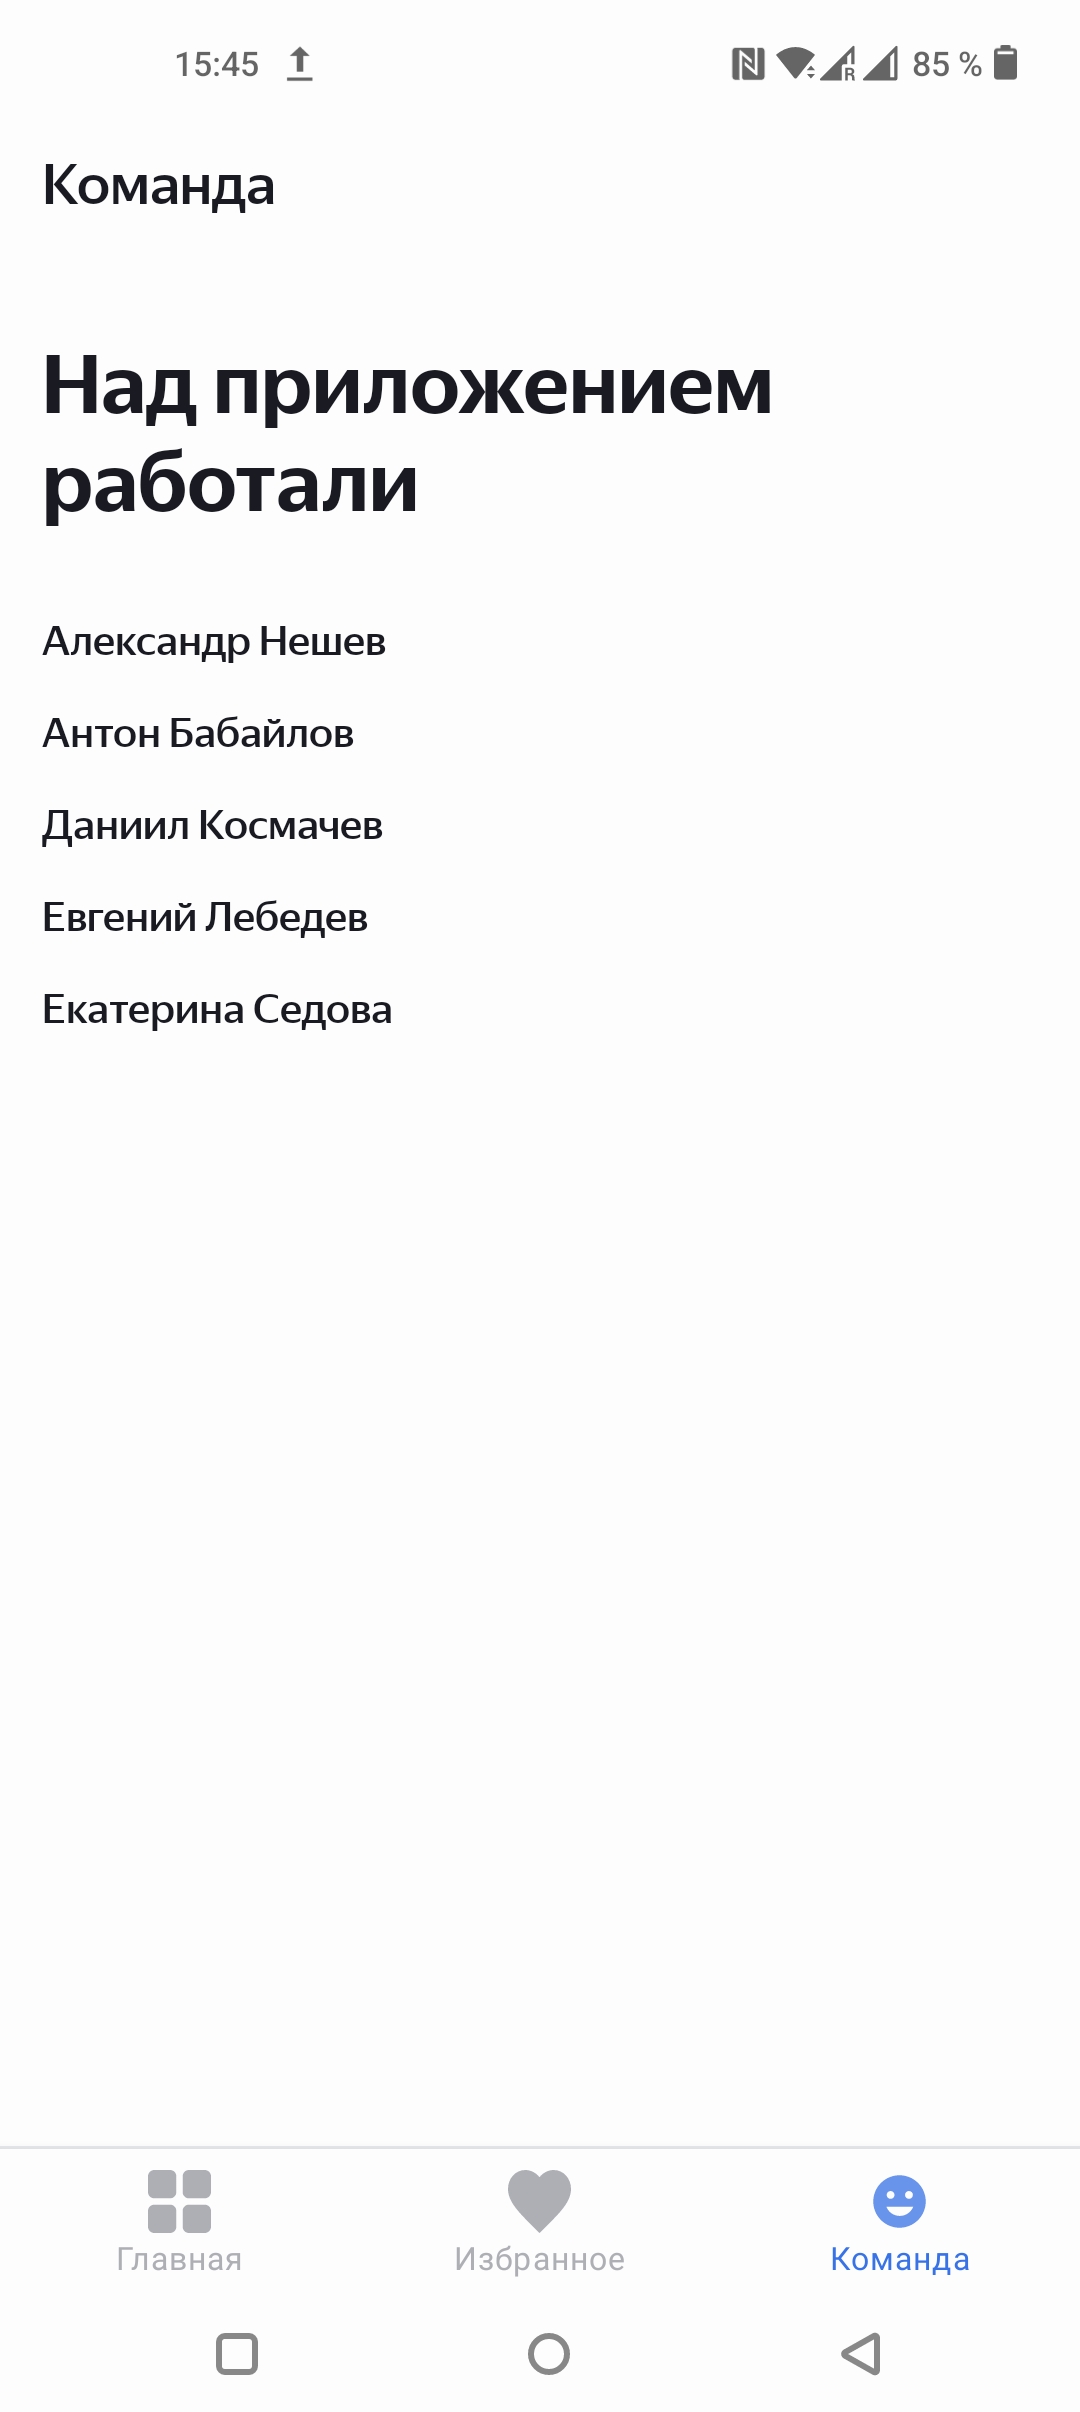 15:45
R
85 %
Команда
Над приложением
работали
Александр Нешев
Антон Бабайлов
Даниил Космачев
Евгений Лебедев
Екатерина Седова
Главная
Избранное
Команда